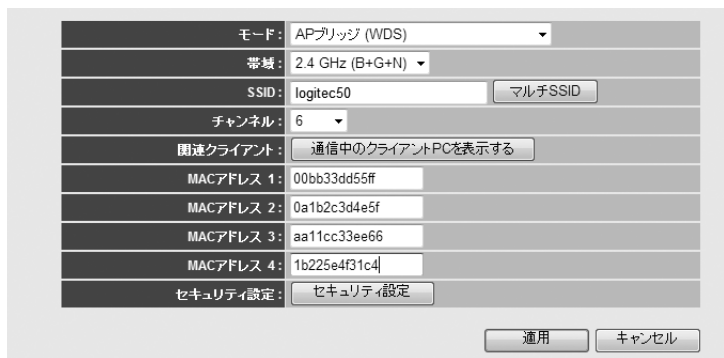 モード: APブリッジ (WDS)
帯域: 2.4 GHz (B+G+N)
SSID: logitec50 マルチSSID
チャンネル: 6
関連クライアント: 通信中のクライアントPCを表示する
MACアドレス 1: 00bb33dd55ff
MACアドレス 2: 0a1b2c3d4e5f
MACアドレス 3: aa11cc33ee66
MACアドレス 4: 1b225e4f31c4
セキュリティ設定: セキュリティ設定
適用 キャンセル